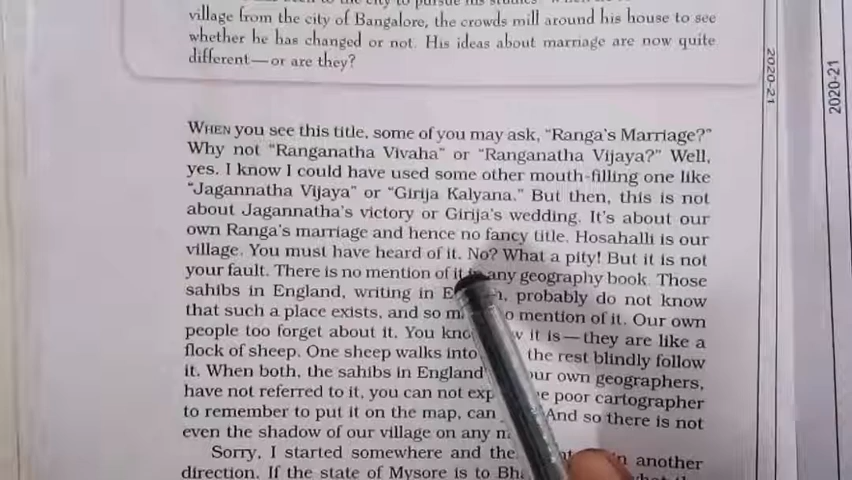 village from the city of Bangalore, the crowds mill around his house to see
whether he has changed or not. His ideas about marriage are now quite
different—or are they?
2020-21
2020-21
WHEN you see this title, some of you may ask, “Ranga's Marriage?”
Why not “Ranganatha Vivaha” or “Ranganatha Vijaya?” Well,
yes. I know I could have used some other mouth-filling one like
“Jagannatha Vijaya” or “Girija Kalyana.” But then, this is not
about Jagannatha's victory or Girija's wedding. It's about our
own Ranga's marriage and hence no fancy title. Hosahalli is our
village. You must have heard of it. No? What a pity! But it is not
your fault. There is no mention of it in any geography book. Those
sahibs in England, writing in probably do not know
that such a place exists, and so mention of it. Our own
people too forget about it. You it is—they are like a
flock of sheep. One sheep walks into the rest blindly follow
it. When both, the sahibs in England our own geographers,
have not referred to it, you can not poor cartographer
to remember to put it on the map, can And so there is not
even the shadow of our village on any
Sorry, I started somewhere and in another
direction. If the state of Mysore is to